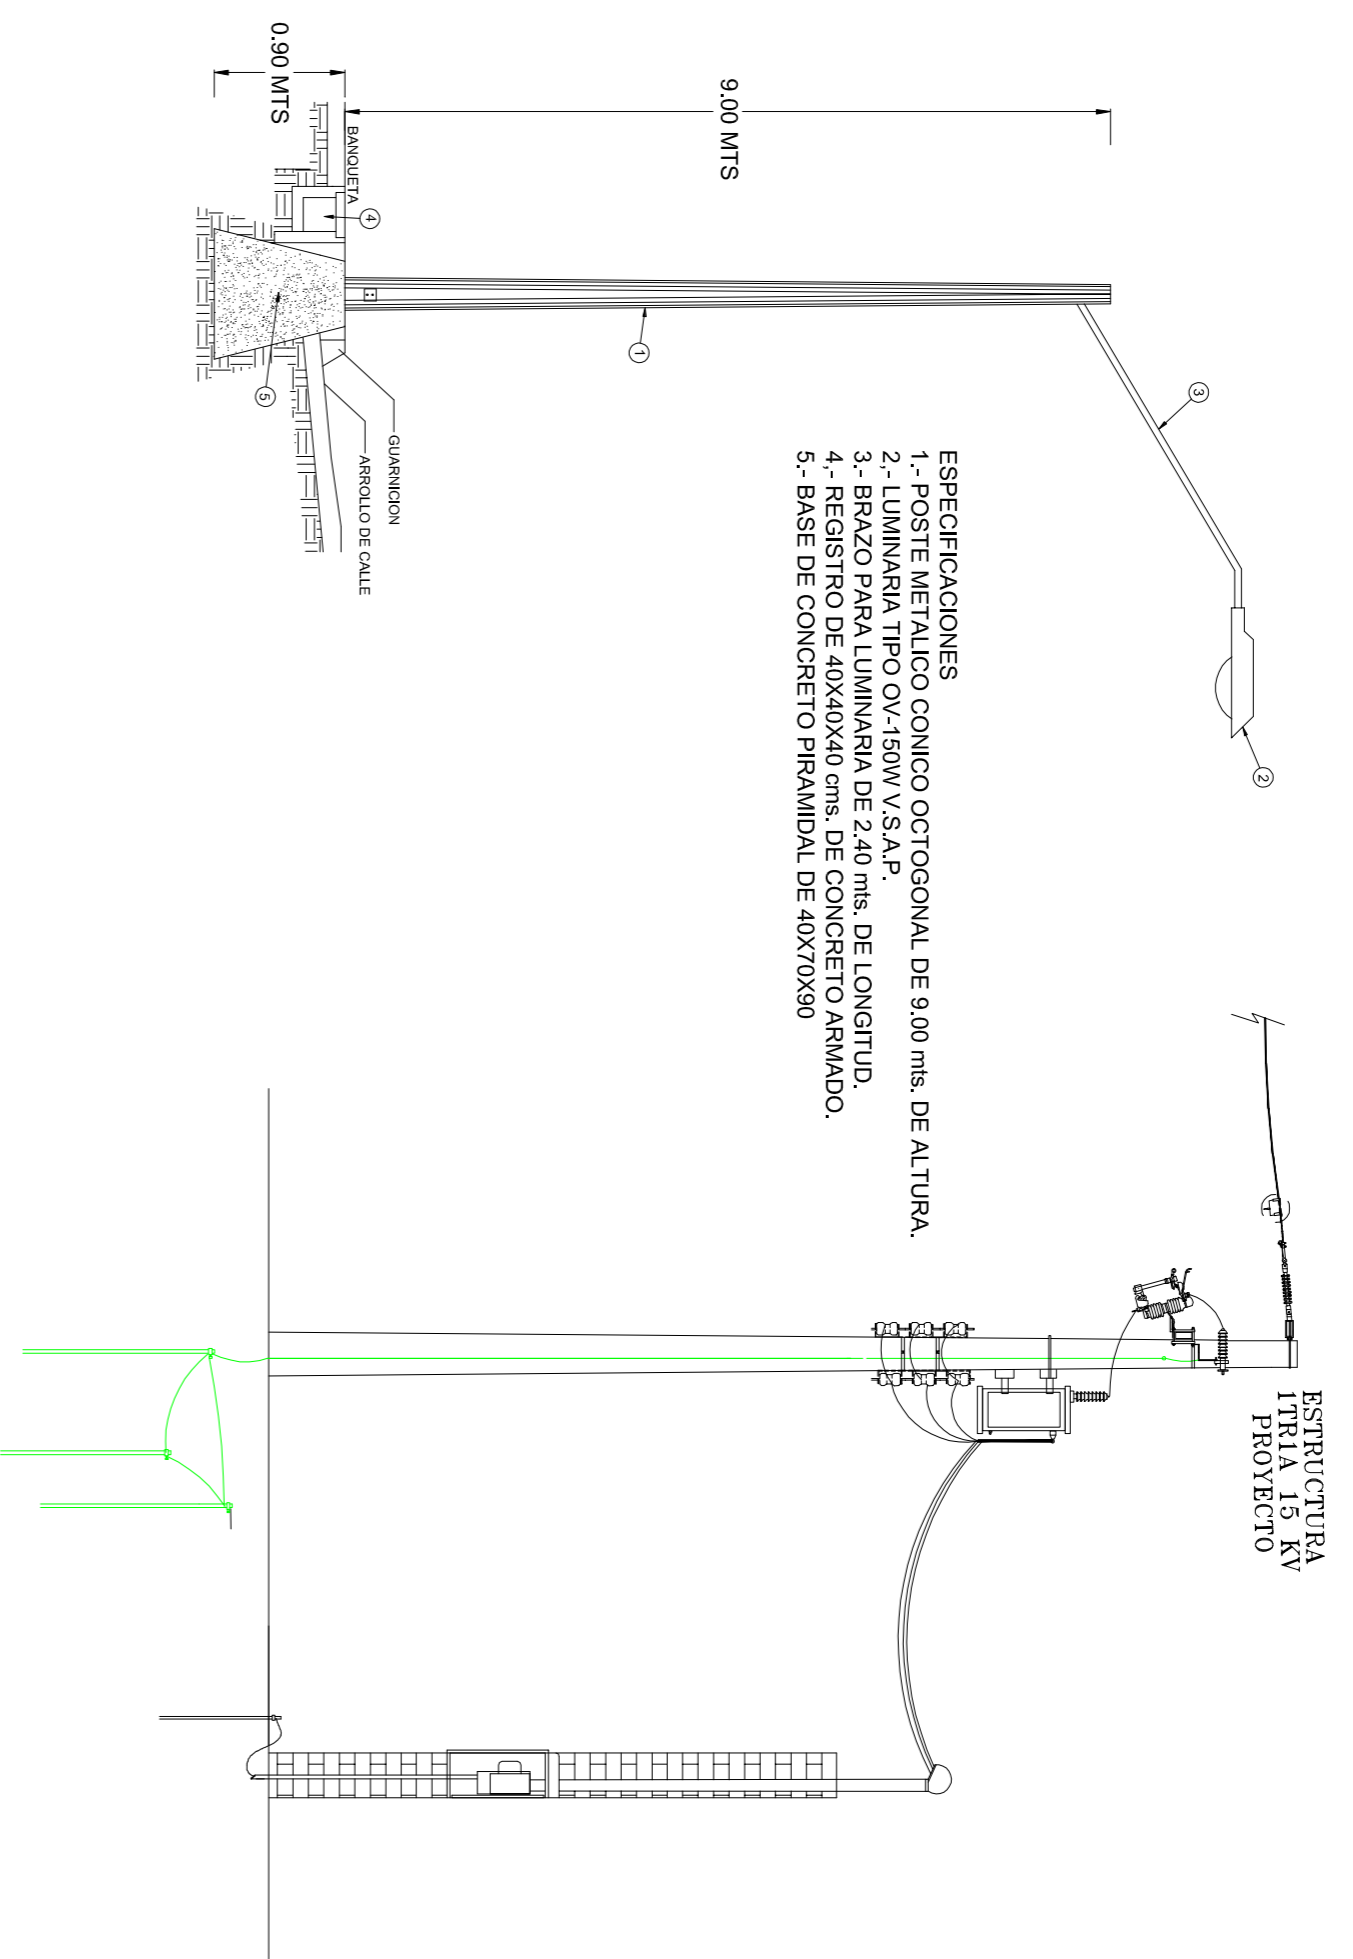 0.90 MTS
9.00 MTS
BANQUETA
4
5
1
3
2
GUARNICION
ARROLLO DE CALLE
ESPECIFICACIONES
1.- POSTE METALICO CONICO OCTOGONAL DE 9.00 mts. DE ALTURA.
2,- LUMINARIA TIPO OV-150W V.S.A.P.
3.- BRAZO PARA LUMINARIA DE 2.40 mts. DE LONGITUD.
4,- REGISTRO DE 40X40X40 cms. DE CONCRETO ARMADO.
5.- BASE DE CONCRETO PIRAMIDAL DE 40X70X90
ESTRUCTURA
1TR1A 15 KV
PROYECTO